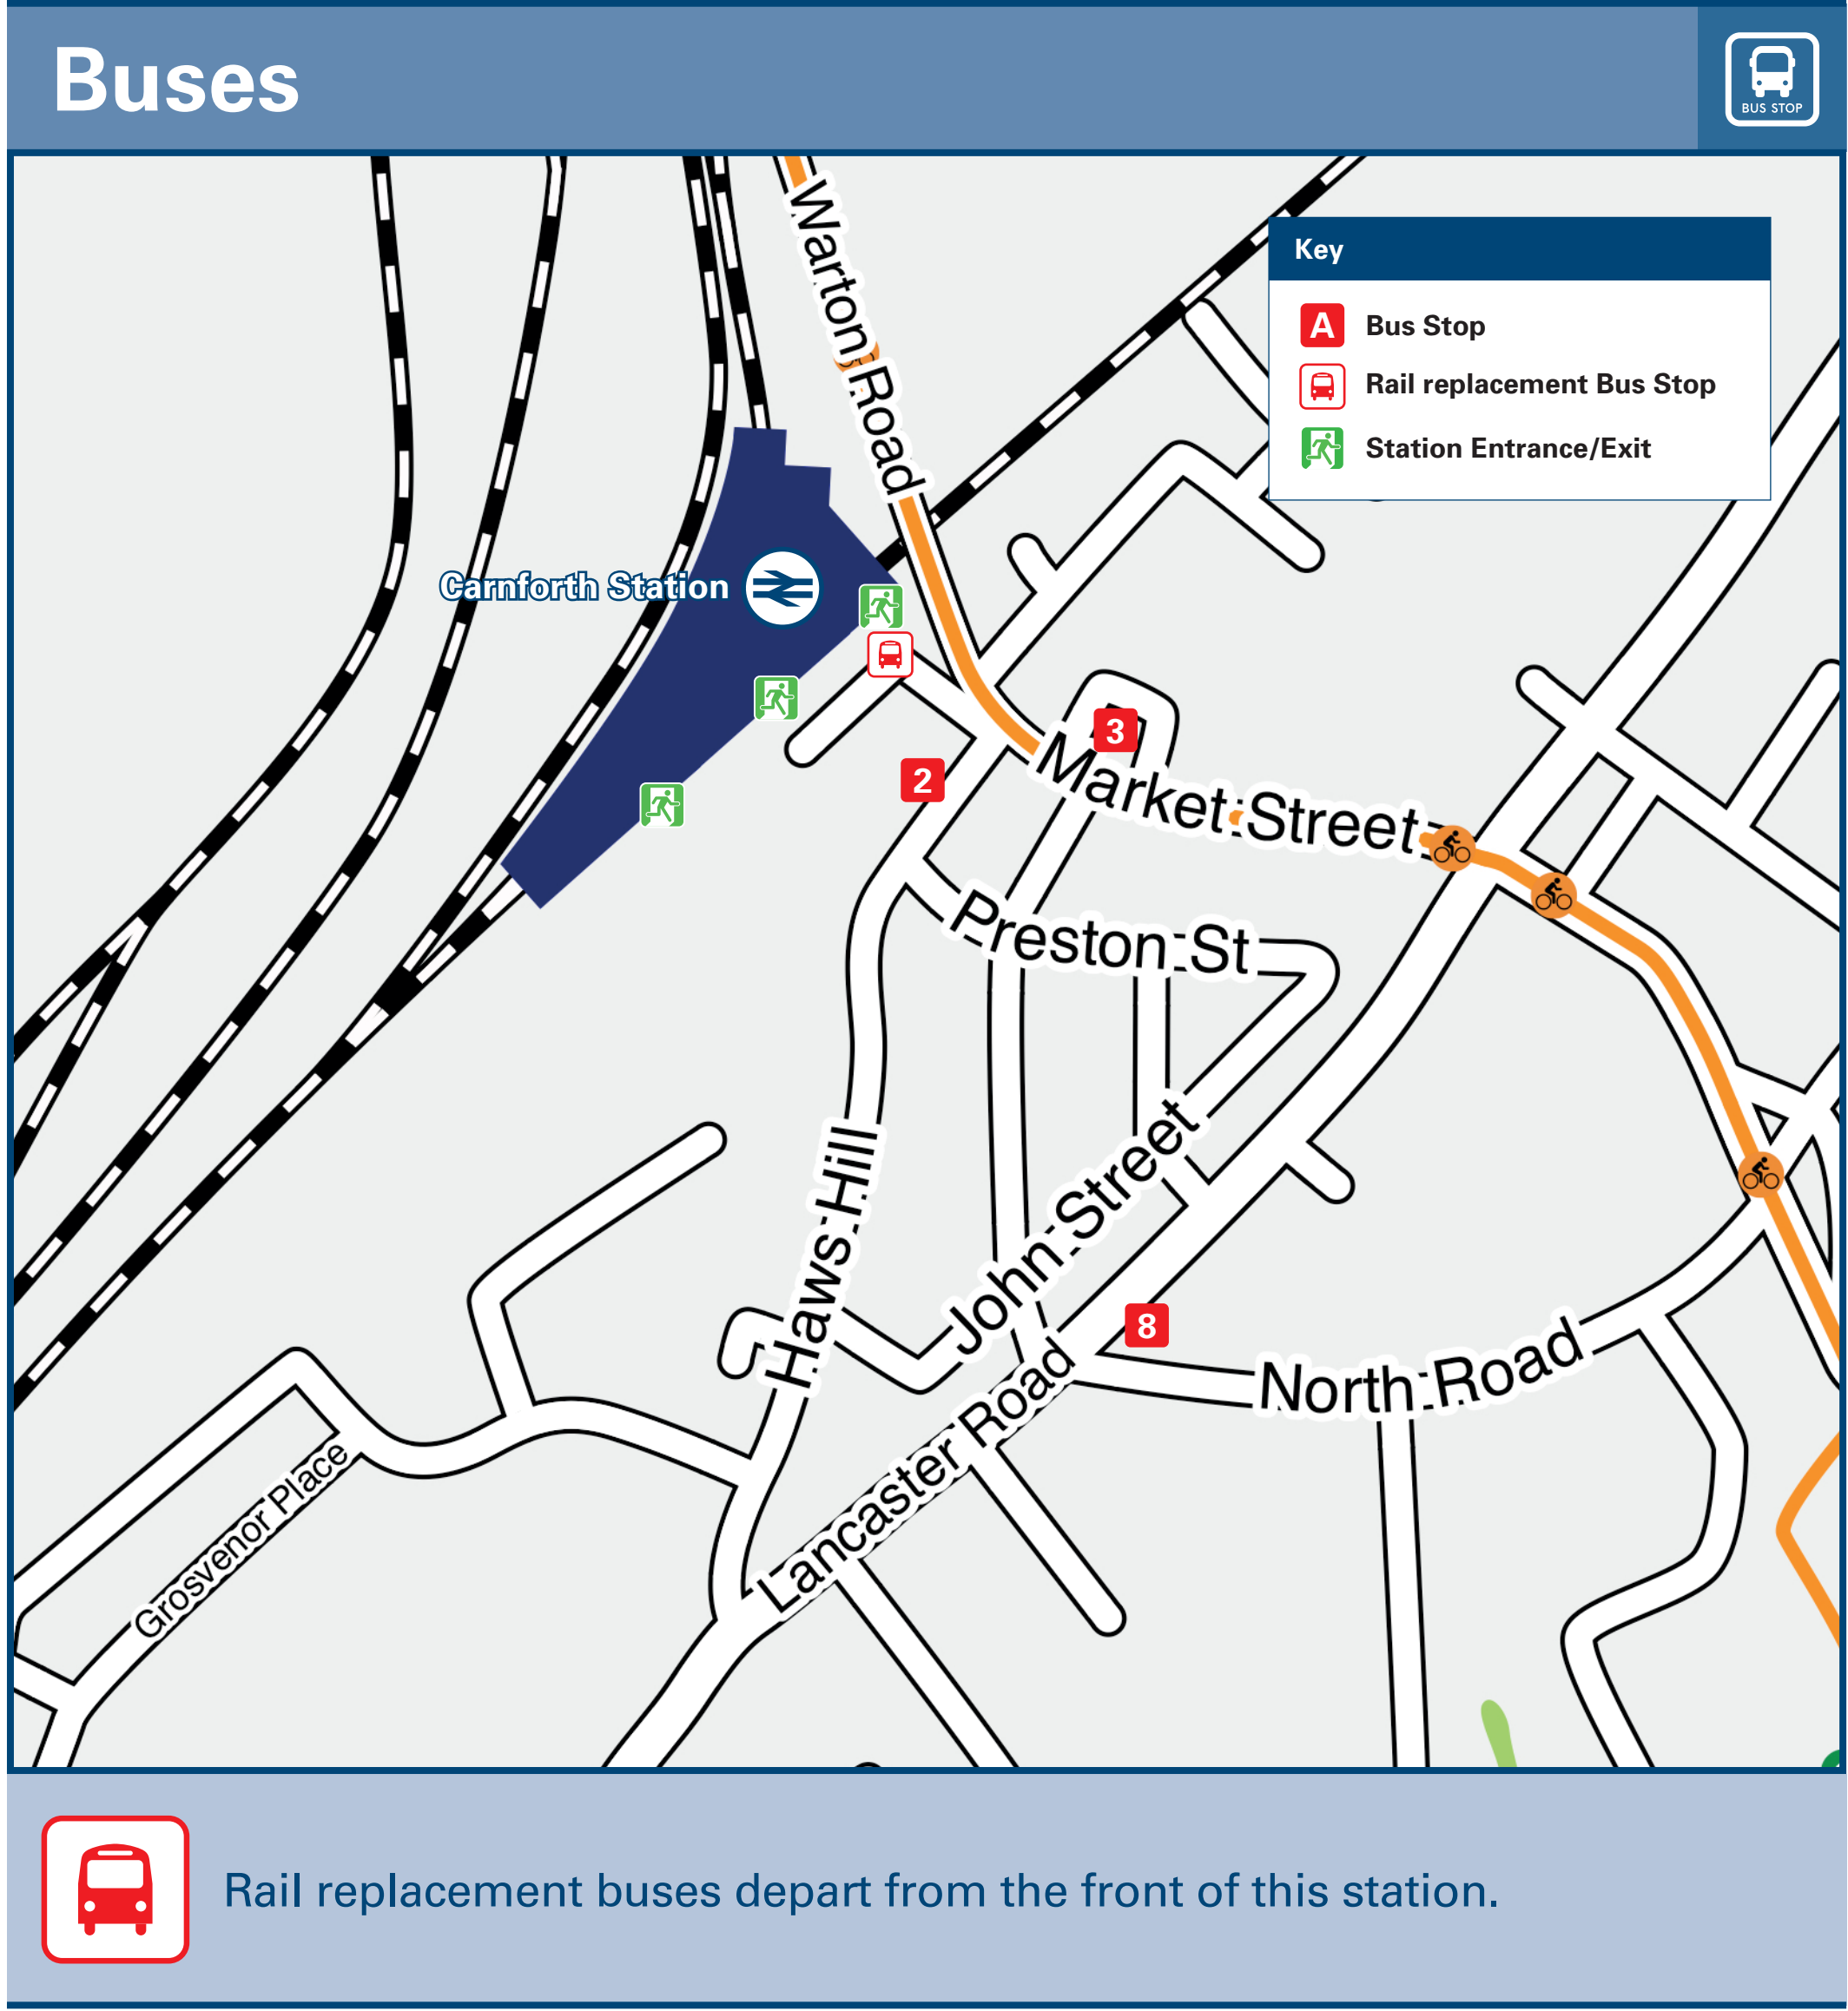 Buses
BUS STOP
Warton Road
Key
A Bus Stop
Rail replacement Bus Stop
Station Entrance/Exit
Carnforth Station
3
2
Market Street
Preston St
Haws Hill
John Street
8
North Road
Lancaster Road
Grosvenor Place
Rail replacement buses depart from the front of this station.